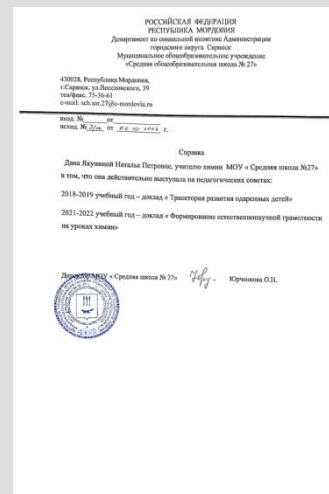 РОССИЙСКАЯ ФЕДЕРАЦИЯ
РЕСПУБЛИКА МОРДОВИЯ
Департамент по социальной политике Администрации
городского округа Саранск
Муниципальное общеобразовательное учреждение
«Средняя общеобразовательная школа № 27»
430028, Республика Мордовия,
г.Саранск, ул.Веселовского, 39
тел/факс. 75-36-61
e-mail: sch.sar.27@e-mordovia.ru
вход. №______от____________
исход. № от г.
Справка
Дана Якуниной Наталье Петровне, учителю химии МОУ « Средняя школа №27»
в том, что она действительно выступала на педагогических советах:
2018-2019 учебный год – доклад « Траектория развития одаренных детей»
2021-2022 учебный год – доклад « Формирование естественнонаучной грамотности
на уроках химии»
Директор МОУ « Средняя школа № 27» Юрченкова О.Н.